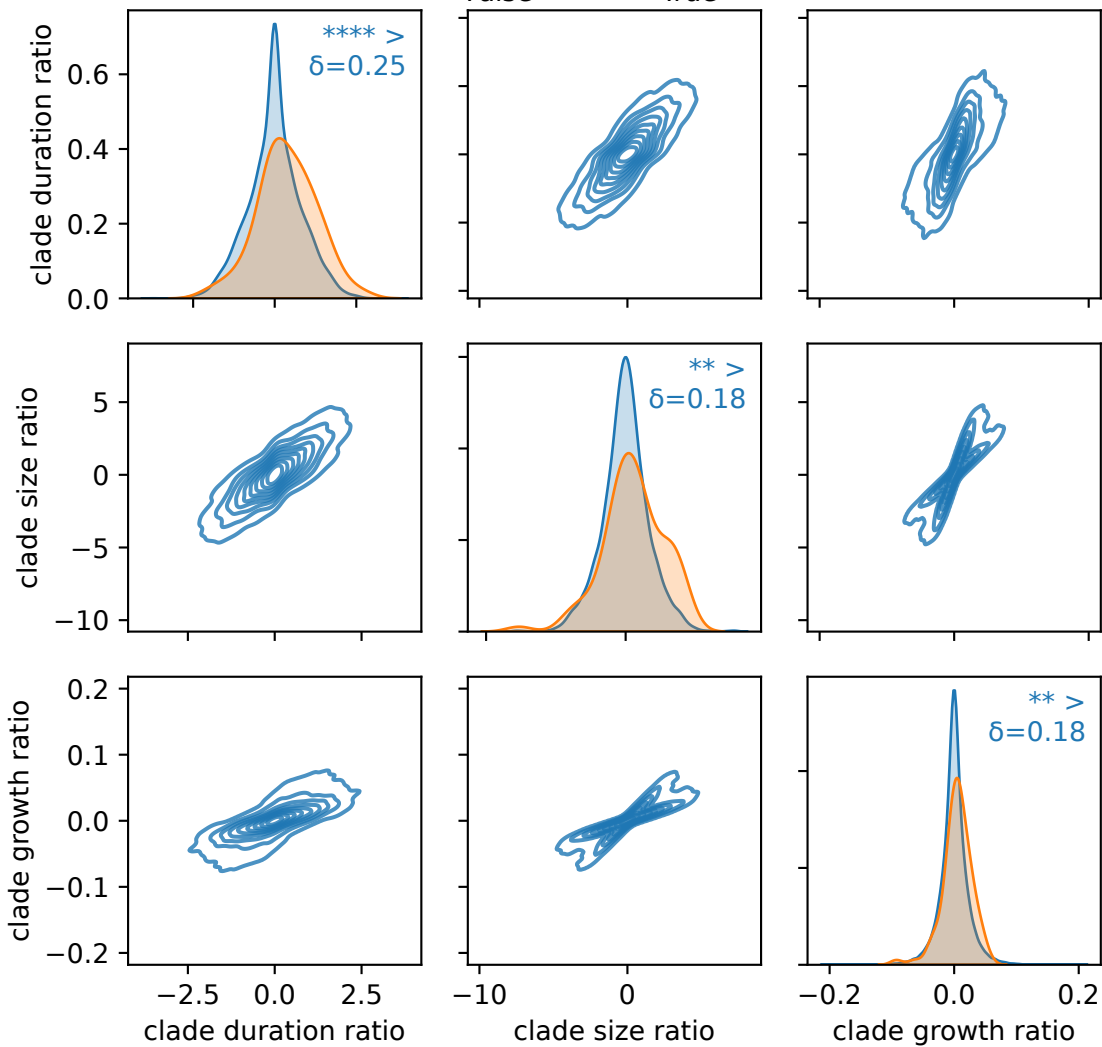 clade duration ratio
0.6
0.4
0.2
0.0
**** >
δ=0.25
clade size ratio
5
0
−5
−10
** >
δ=0.18
clade growth ratio
0.2
0.1
0.0
−0.1
−0.2
** >
δ=0.18
−2.5 0.0 2.5
−10 0
−0.2 0.0 0.2
clade duration ratio
clade size ratio
clade growth ratio